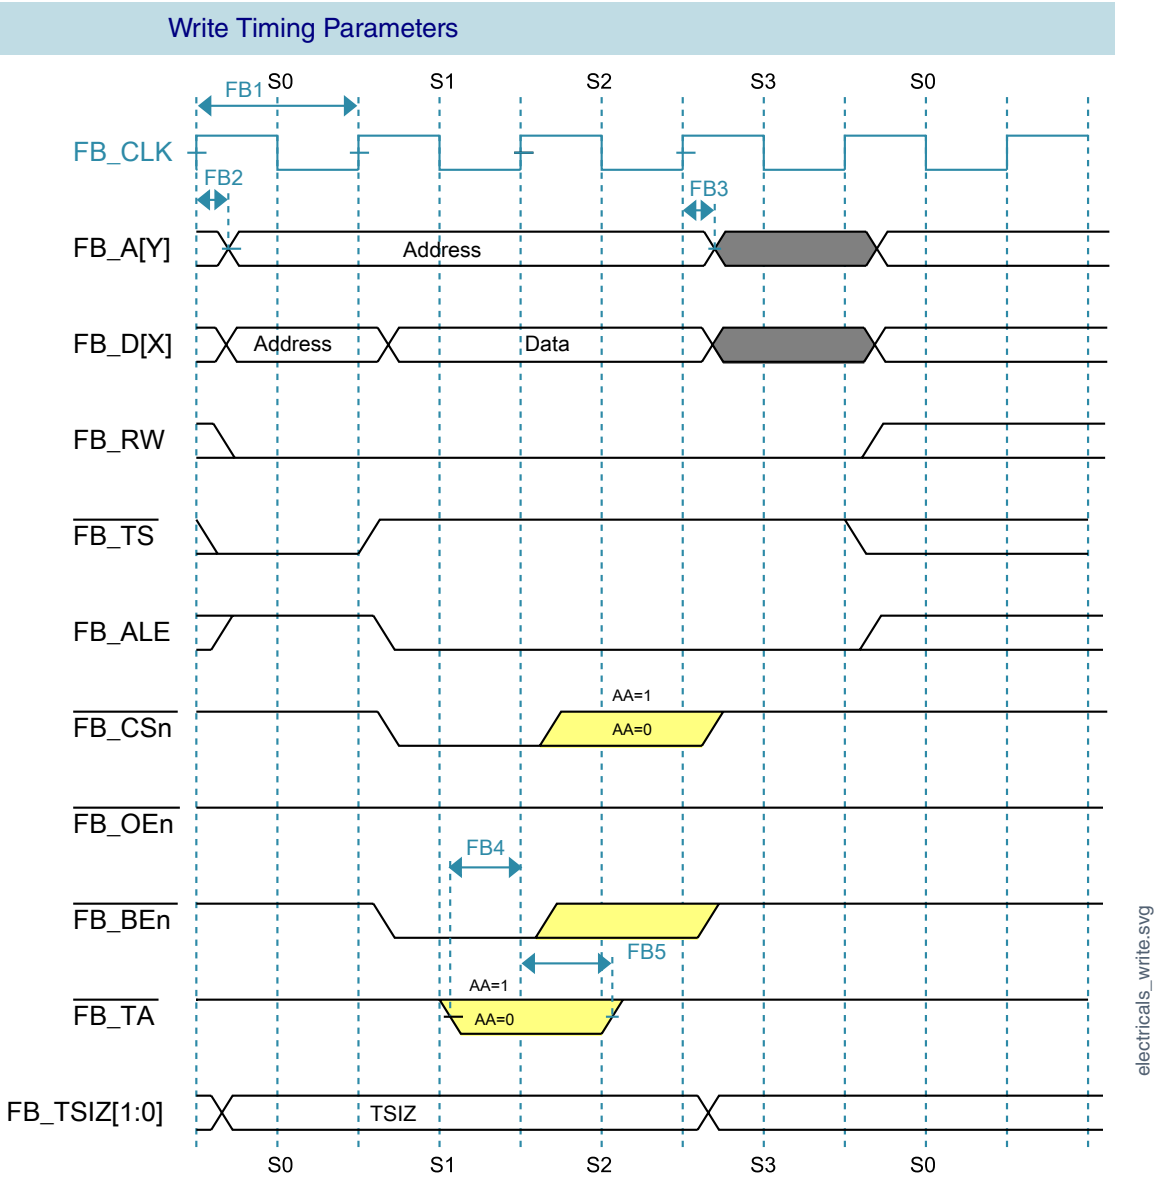 Write Timing Parameters
S0 S1 S2 S3 S0
FB1
FB_CLK
FB2
FB3
FB_A[Y]
Address
FB_D[X]
Address Data
FB_RW
FB_TS
FB_ALE
AA=1
FB_CSn
AA=0
FB_OEn
FB4
FB_BEn
FB5
AA=1
FB_TA
AA=0
FB_TSIZ[1:0]
TSIZ
S0 S1 S2 S3 S0
electricals_write.svg